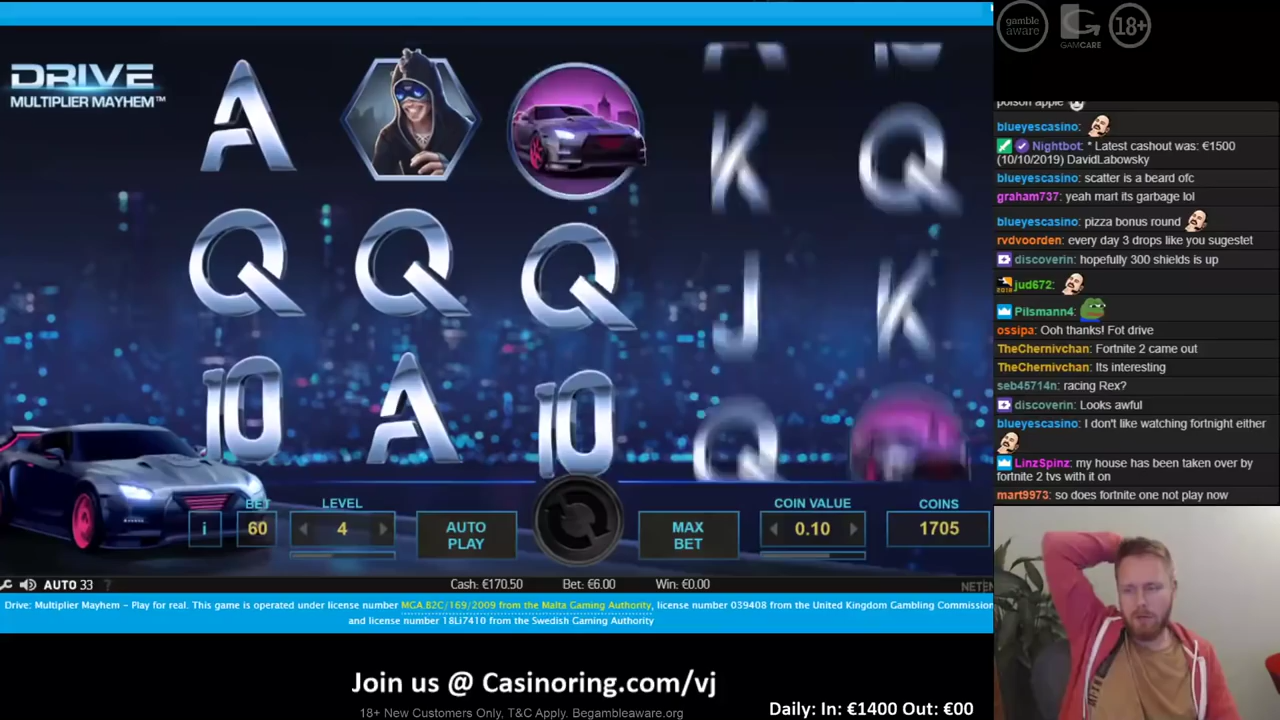 DRIVE
MULTIPLIER MAYHEM™
A
K
Q
Q
Q
Q
J
K
10
A
10
Q
BET
60
LEVEL
4
AUTO
PLAY
MAX
BET
COIN VALUE
0.10
COINS
1705
i
AUTO 33
?
Cash: €170.50
Bet: €6.00
Win: €0.00
Drive: Multiplier Mayhem – Play for real. This game is operated under license number MGA.B2C/169/2009 from the Malta Gaming Authority, license number 039408 from the United Kingdom Gambling Commission
and license number 18Li7410 from the Swedish Gaming Authority
Join us @ Casinoring.com/vj
18+ New Customers Only, T&C Apply. Begambleaware.org
Daily: In: €1400 Out: €00
gamble
aware
GAMCARE
18+
poison apple
blueyescasino:
Nightbot: * Latest cashout was: €1500
(10/10/2019) DavidLabowsky
blueyescasino: scatter is a beard ofc
graham737: yeah mart its garbage lol
blueyescasino: pizza bonus round
rvdvoorden: every day 3 drops like you sugestet
discoverin: hopefully 300 shields is up
jud672:
Pilsmann4:
ossipa: Ooh thanks! Fot drive
TheChernivchan: Fortnite 2 came out
TheChernivchan: Its interesting
seb45714n: racing Rex?
discoverin: Looks awful
blueyescasino: I don't like watching fortnight either
LinzSpinz: my house has been taken over by
fortnite 2 tvs with it on
mart9973: so does fortnite one not play now